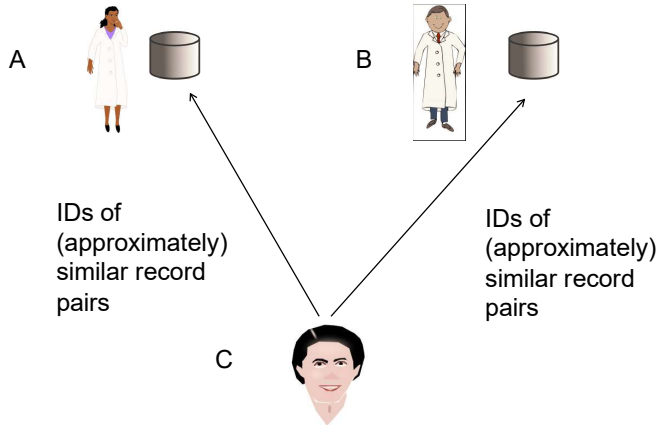 A
B
IDs of
(approximately)
similar record
pairs
IDs of
(approximately)
similar record
pairs
C